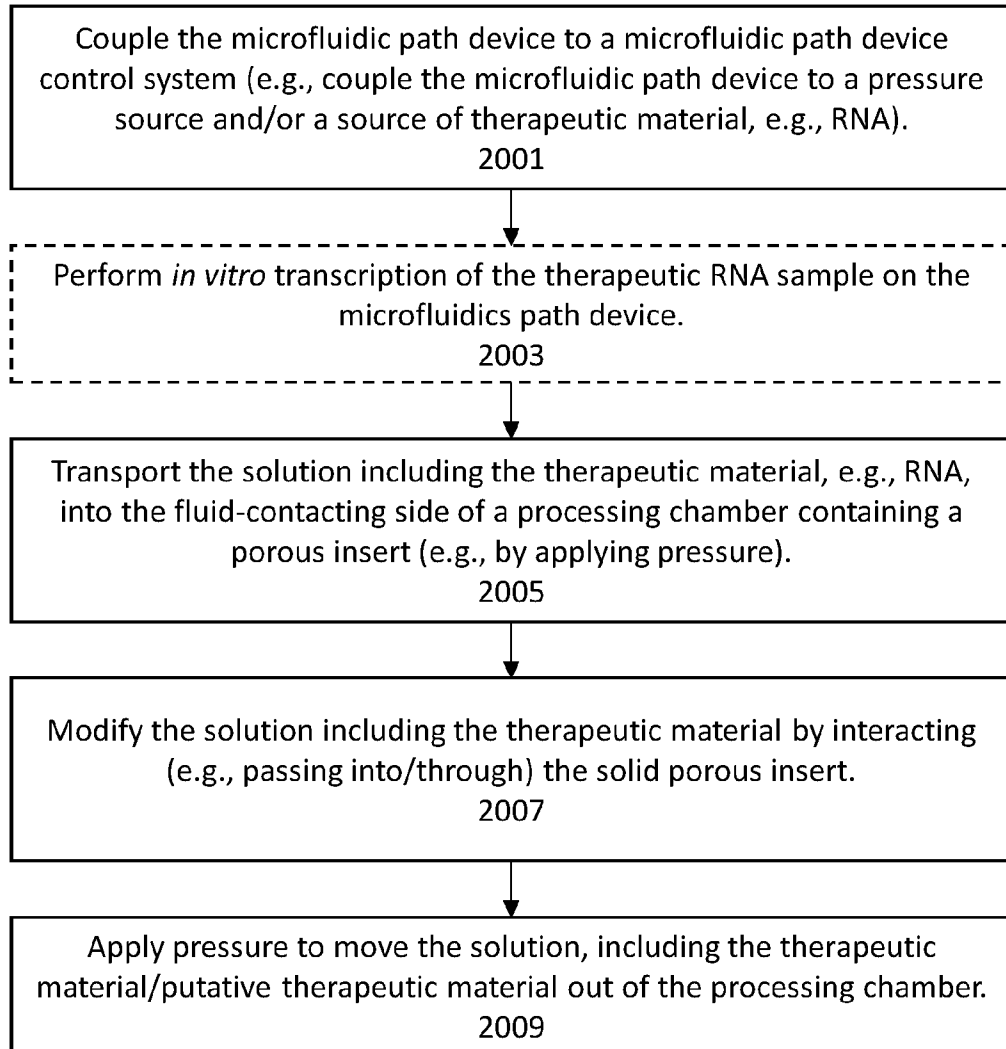 Couple the microfluidic path device to a microfluidic path device
control system (e.g., couple the microfluidic path device to a pressure
source and/or a source of therapeutic material, e.g., RNA).
2001
Perform in vitro transcription of the therapeutic RNA sample on the
microfluidics path device.
2003
Transport the solution including the therapeutic material, e.g., RNA,
into the fluid-contacting side of a processing chamber containing a
porous insert (e.g., by applying pressure).
2005
Modify the solution including the therapeutic material by interacting
(e.g., passing into/through) the solid porous insert.
2007
Apply pressure to move the solution, including the therapeutic
material/putative therapeutic material out of the processing chamber.
2009